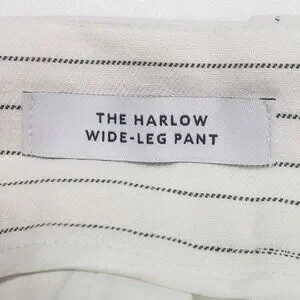 THE HARLOW
WIDE-LEG PANT